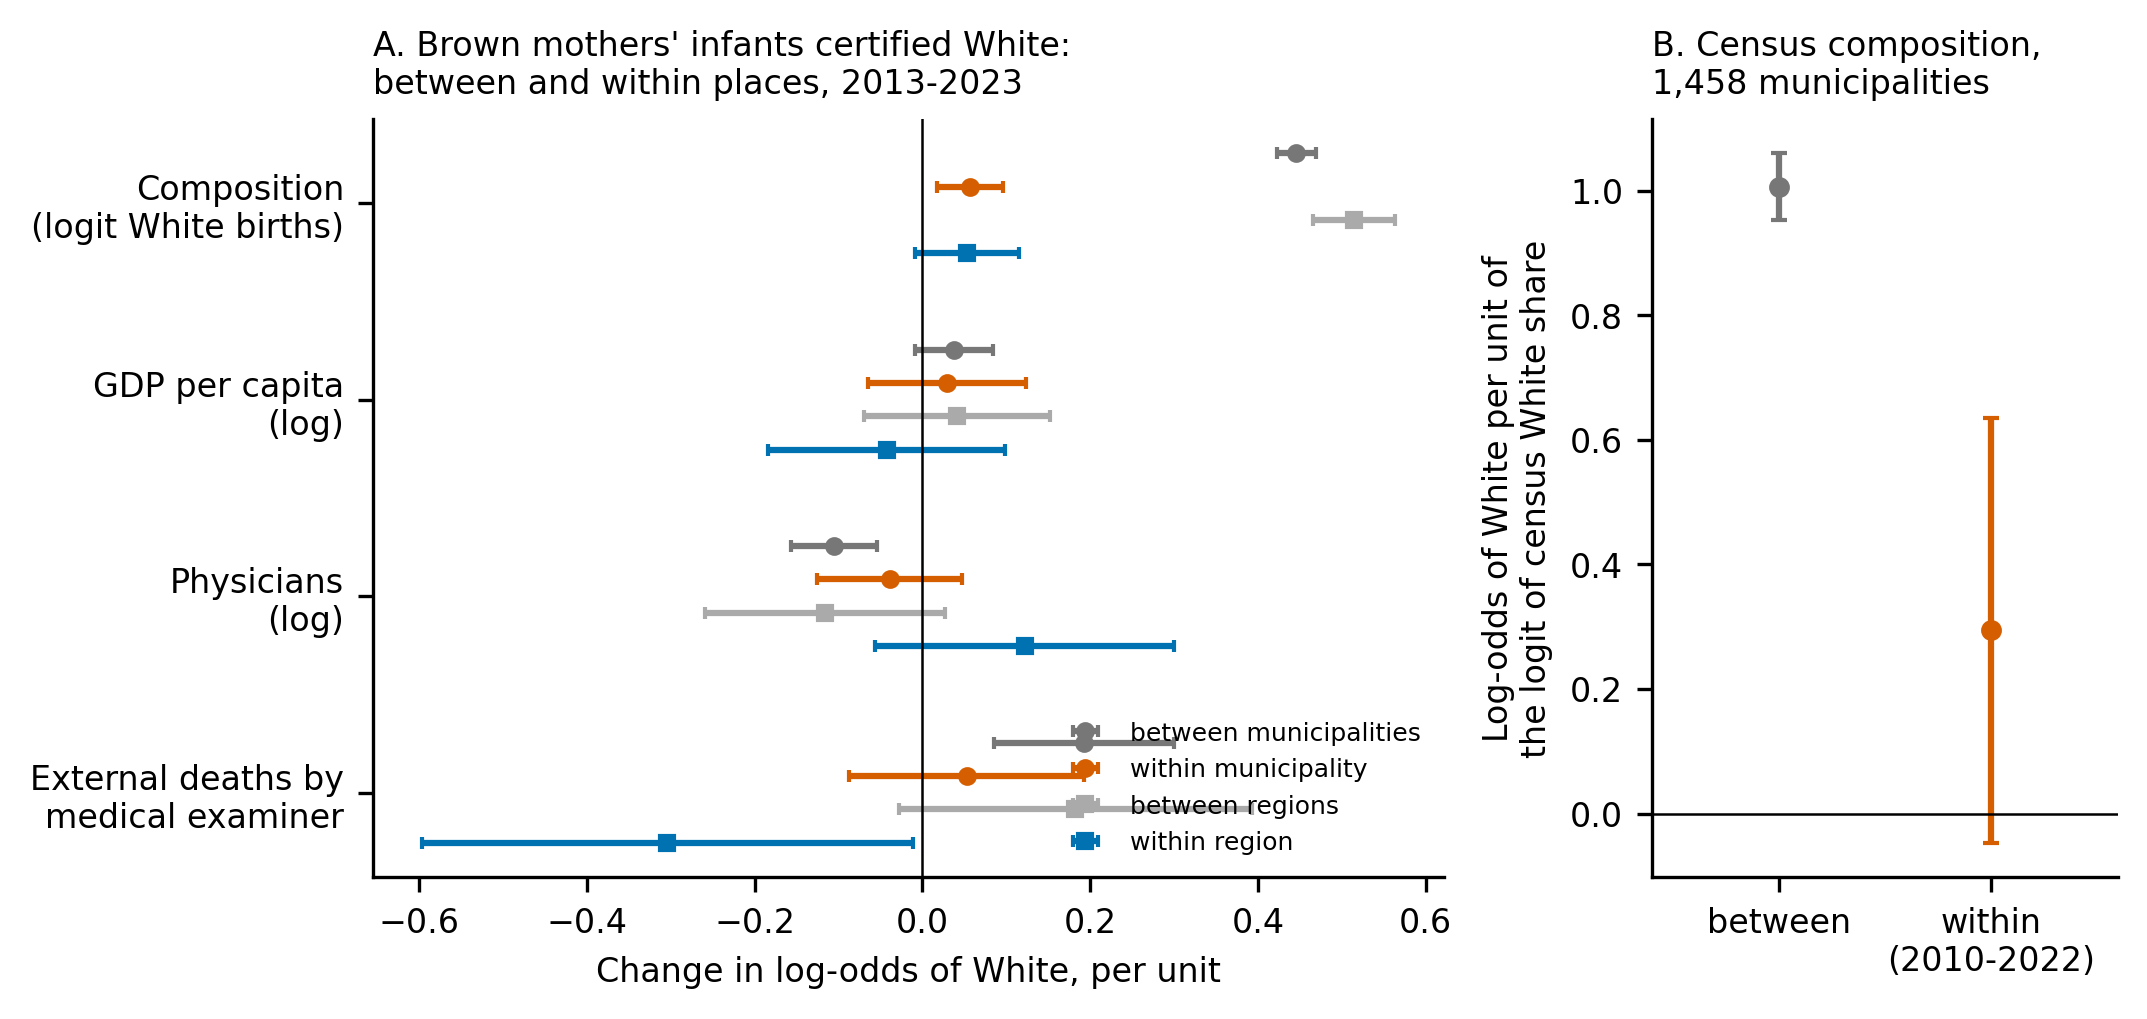 A. Brown mothers' infants certified White:
between and within places, 2013-2023
Composition
(logit White births)
GDP per capita
(log)
Physicians
(log)
External deaths by
medical examiner
between municipalities
within municipality
between regions
within region
−0.6
−0.4
−0.2
0.0
0.2
0.4
0.6
Change in log-odds of White, per unit
B. Census composition,
1,458 municipalities
Log-odds of White per unit of
the logit of census White share
1.0
0.8
0.6
0.4
0.2
0.0
between
within
(2010-2022)